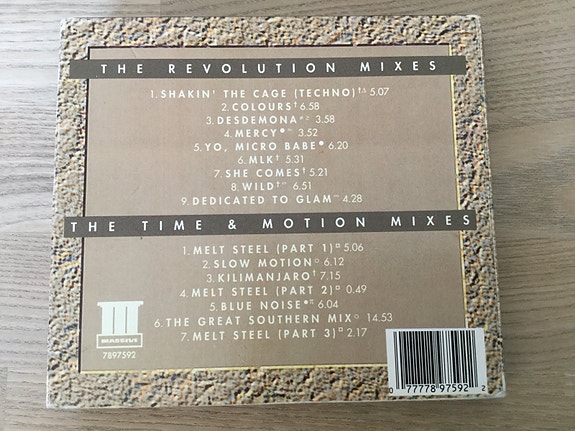 THE REVOLUTION MIXES
1. SHAKIN' THE CAGE (TECHNO)†∆ 5.07
2. COLOURS† 6.58
3. DESDEMONA 3.58
4. MERCY 3.52
5. YO, MICRO BABE 6.20
6. MLK† 5.31
7. SHE COMES† 5.21
8. WILD† 6.51
9. DEDICATED TO GLAM 4.28
THE TIME & MOTION MIXES
1. MELT STEEL (PART 1)¤ 5.06
2. SLOW MOTION○ 6.12
3. KILIMANJARO† 7.15
4. MELT STEEL (PART 2)¤ 0.49
5. BLUE NOISE 6.04
6. THE GREAT SOUTHERN MIX○ 14.53
7. MELT STEEL (PART 3)¤ 2.17
MASSIVE
7897592
0 77778 97592 2